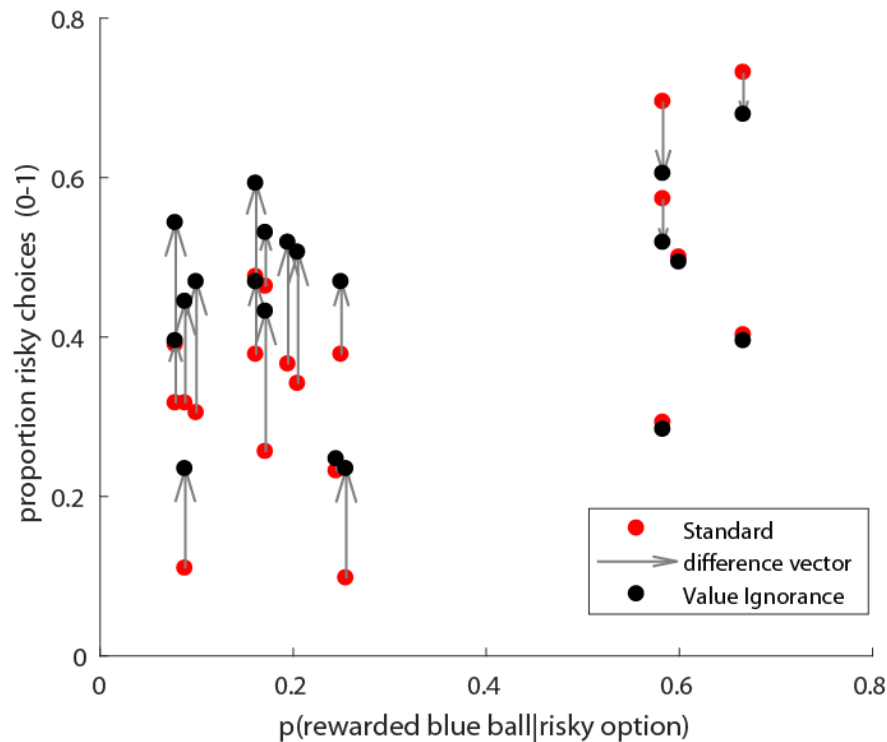 0.8
0.6
0.4
0.2
0
proportion risky choices (0-1)
Standard
difference vector
Value Ignorance
0 0.2 0.4 0.6 0.8
p(rewarded blue ball|risky option)